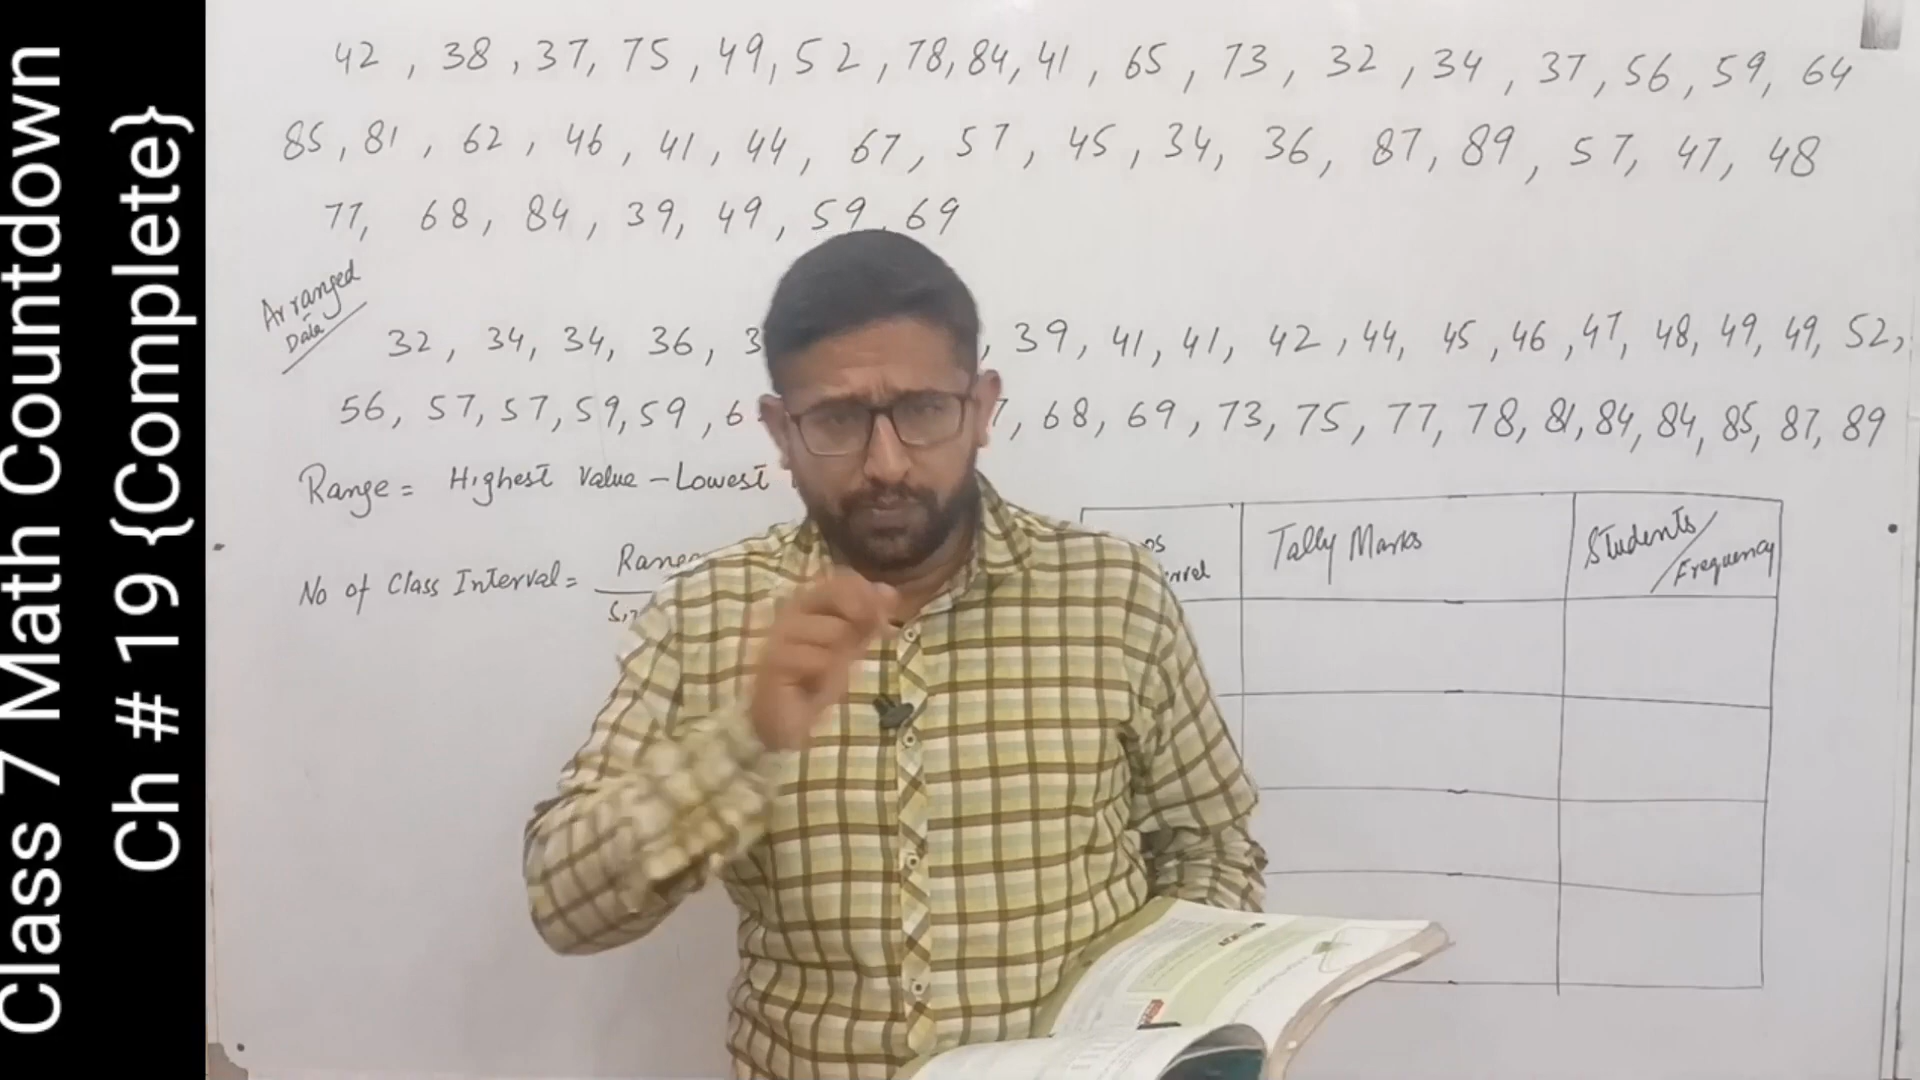 Class 7 Math Countdown
Ch # 19 {Complete}
42 , 38 , 37, 75 , 49, 52 , 78, 84, 41 , 65 , 73 , 32 , 34 , 37, 56 , 59, 64
85 , 81 , 62 , 46 , 41 , 44 , 67 , 57 , 45 , 34, 36 , 87, 89 , 57, 47 , 48
77, 68 , 84 , 39, 49 , 59 , 69
Arranged
Data
32 , 34, 34, 36 , 39, 41, 41, 42 , 44, 45 , 46 , 47, 48, 49, 49, 52,
56, 57, 57, 59, 59 , 68, 69 , 73, 75 , 77, 78, 81, 84, 84, 85, 87, 89
Range = Highest Value - Lowest
No of Class Interval =
Tally Marks
Students / Frequency